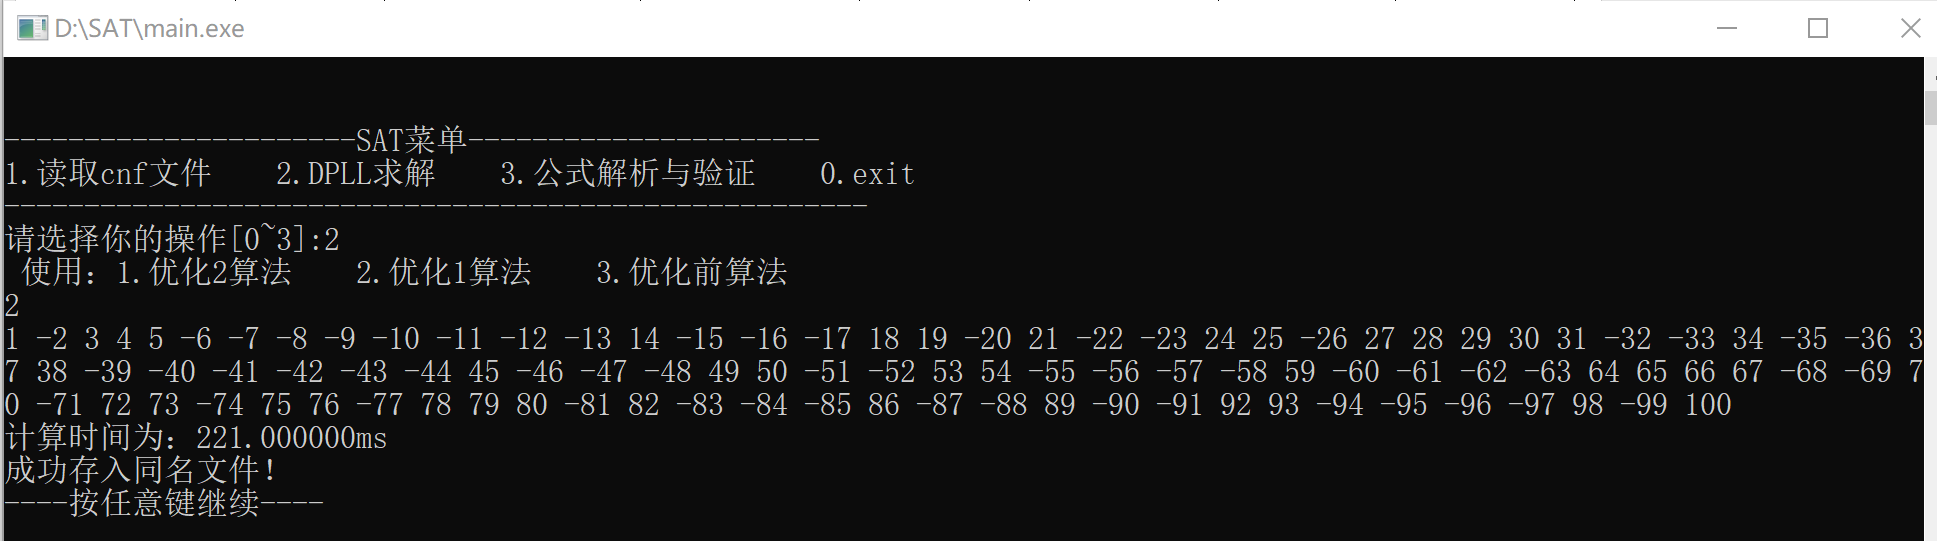 D:\SAT\main.exe
----------------------SAT菜单----------------------
1.读取cnf文件    2.DPLL求解    3.公式解析与验证    0.exit
------------------------------------------------------
请选择你的操作[0~3]:2
 使用：1.优化2算法    2.优化1算法    3.优化前算法
2
1 -2 3 4 5 -6 -7 -8 -9 -10 -11 -12 -13 14 -15 -16 -17 18 19 -20 21 -22 -23 24 25 -26 27 28 29 30 31 -32 -33 34 -35 -36 3
7 38 -39 -40 -41 -42 -43 -44 45 -46 -47 -48 49 50 -51 -52 53 54 -55 -56 -57 -58 59 -60 -61 -62 -63 64 65 66 67 -68 -69 7
0 -71 72 73 -74 75 76 -77 78 79 80 -81 82 -83 -84 -85 86 -87 -88 89 -90 -91 92 93 -94 -95 -96 -97 98 -99 100
计算时间为：221.000000ms
成功存入同名文件！
----按任意键继续----